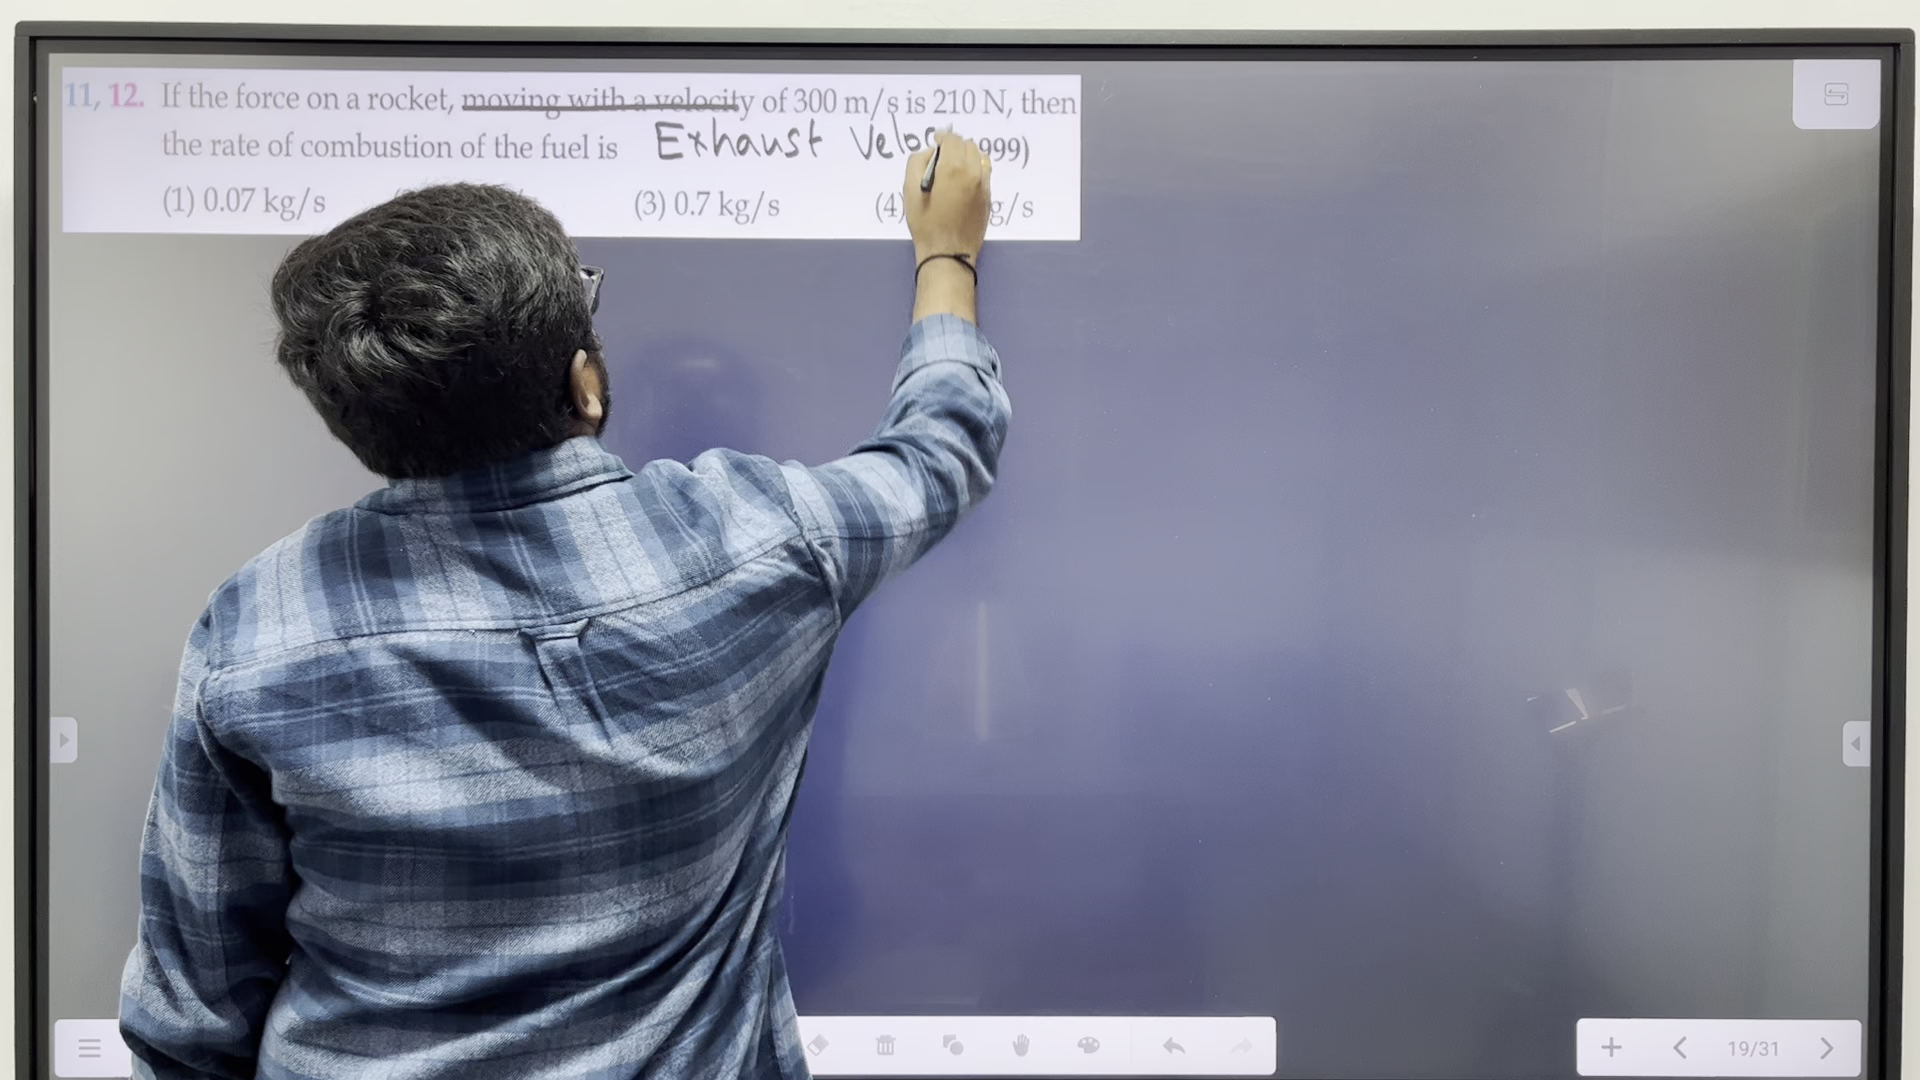 11, 12. If the force on a rocket, moving with a velocity of 300 m/s is 210 N, then
the rate of combustion of the fuel is Exhaust Velo 999)
(1) 0.07 kg/s (3) 0.7 kg/s (4) g/s
19/31